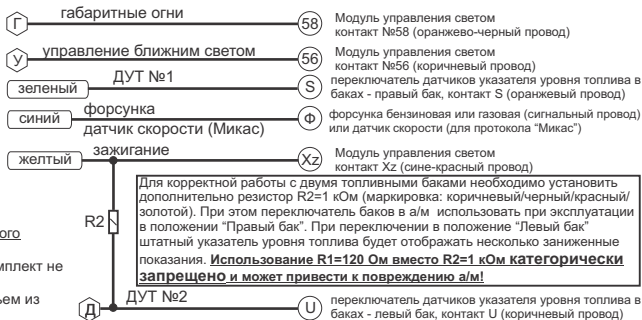 Г габаритные огни 58 Модуль управления светом
контакт №58 (оранжево-черный провод)
У управление ближним светом 56 Модуль управления светом
контакт №56 (коричневый провод)
зеленый ДУТ №1 S переключатель датчиков указателя уровня топлива в
баках - правый бак, контакт S (оранжевый провод)
синий форсунка Ф форсунка бензиновая или газовая (сигнальный провод)
датчик скорости (Микас) или датчик скорости (для протокола “Микас”)
желтый зажигание Xz Модуль управления светом
контакт Xz (сине-красный провод)
Для корректной работы с двумя топливными баками необходимо установить
дополнительно резистор R2=1 кОм (маркировка: коричневый/черный/красный/
золотой). При этом переключатель баков в а/м использовать при эксплуатации
в положении “Правый бак”. При переключении в положение “Левый бак”
штатный указатель уровня топлива будет отображать несколько заниженные
показания. Использование R1=120 Ом вместо R2=1 кОм категорически
запрещено и может привести к повреждению а/м!
R2
ого
мплект не
ем из
Д ДУТ №2 U переключатель датчиков указателя уровня топлива в
баках - левый бак, контакт U (коричневый провод)